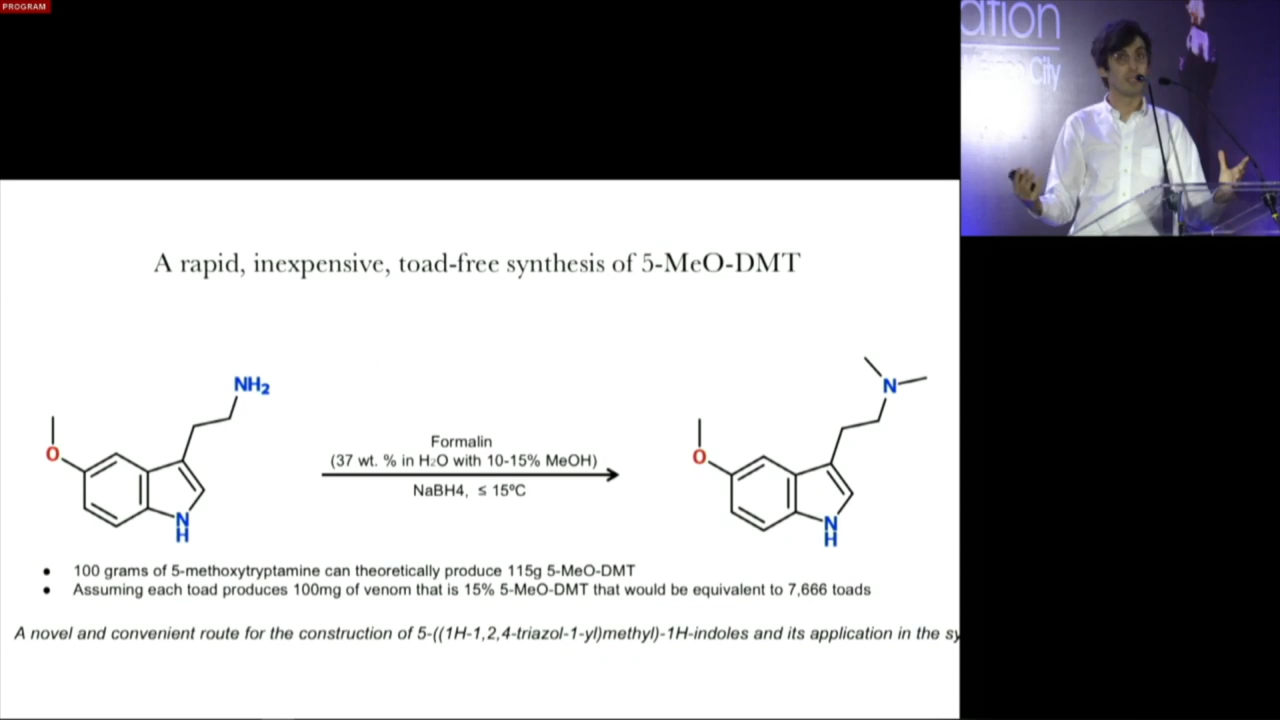 PROGRAM
ation
City
A rapid, inexpensive, toad-free synthesis of 5-MeO-DMT
NH₂
O
N
H
Formalin
(37 wt. % in H₂O with 10-15% MeOH)
NaBH4, ≤ 15ºC
N
O
N
H
• 100 grams of 5-methoxytryptamine can theoretically produce 115g 5-MeO-DMT
• Assuming each toad produces 100mg of venom that is 15% 5-MeO-DMT that would be equivalent to 7,666 toads
A novel and convenient route for the construction of 5-((1H-1,2,4-triazol-1-yl)methyl)-1H-indoles and its application in the sy